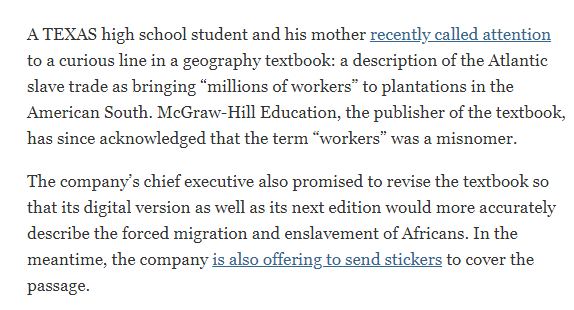 A TEXAS high school student and his mother recently called attention
to a curious line in a geography textbook: a description of the Atlantic
slave trade as bringing “millions of workers” to plantations in the
American South. McGraw-Hill Education, the publisher of the textbook,
has since acknowledged that the term “workers” was a misnomer.
The company’s chief executive also promised to revise the textbook so
that its digital version as well as its next edition would more accurately
describe the forced migration and enslavement of Africans. In the
meantime, the company is also offering to send stickers to cover the
passage.